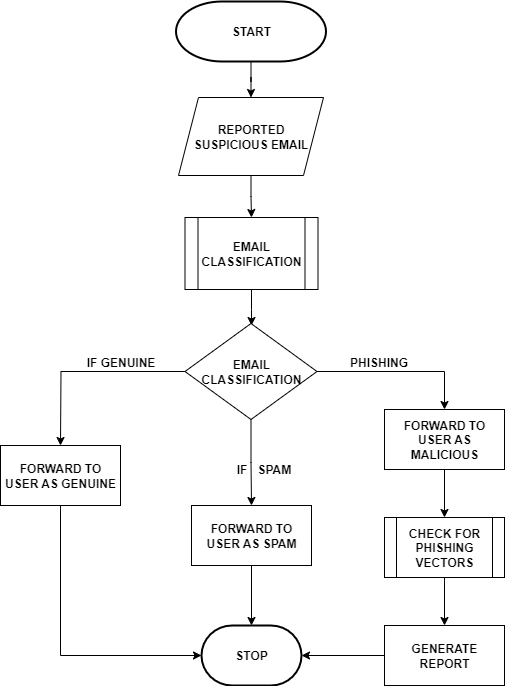 START
REPORTED
SUSPICIOUS EMAIL
EMAIL
CLASSIFICATION
IF GENUINE
EMAIL
CLASSIFICATION
PHISHING
FORWARD TO
USER AS GENUINE
IF SPAM
FORWARD TO
USER AS SPAM
FORWARD TO
USER AS
MALICIOUS
CHECK FOR
PHISHING
VECTORS
GENERATE
REPORT
STOP